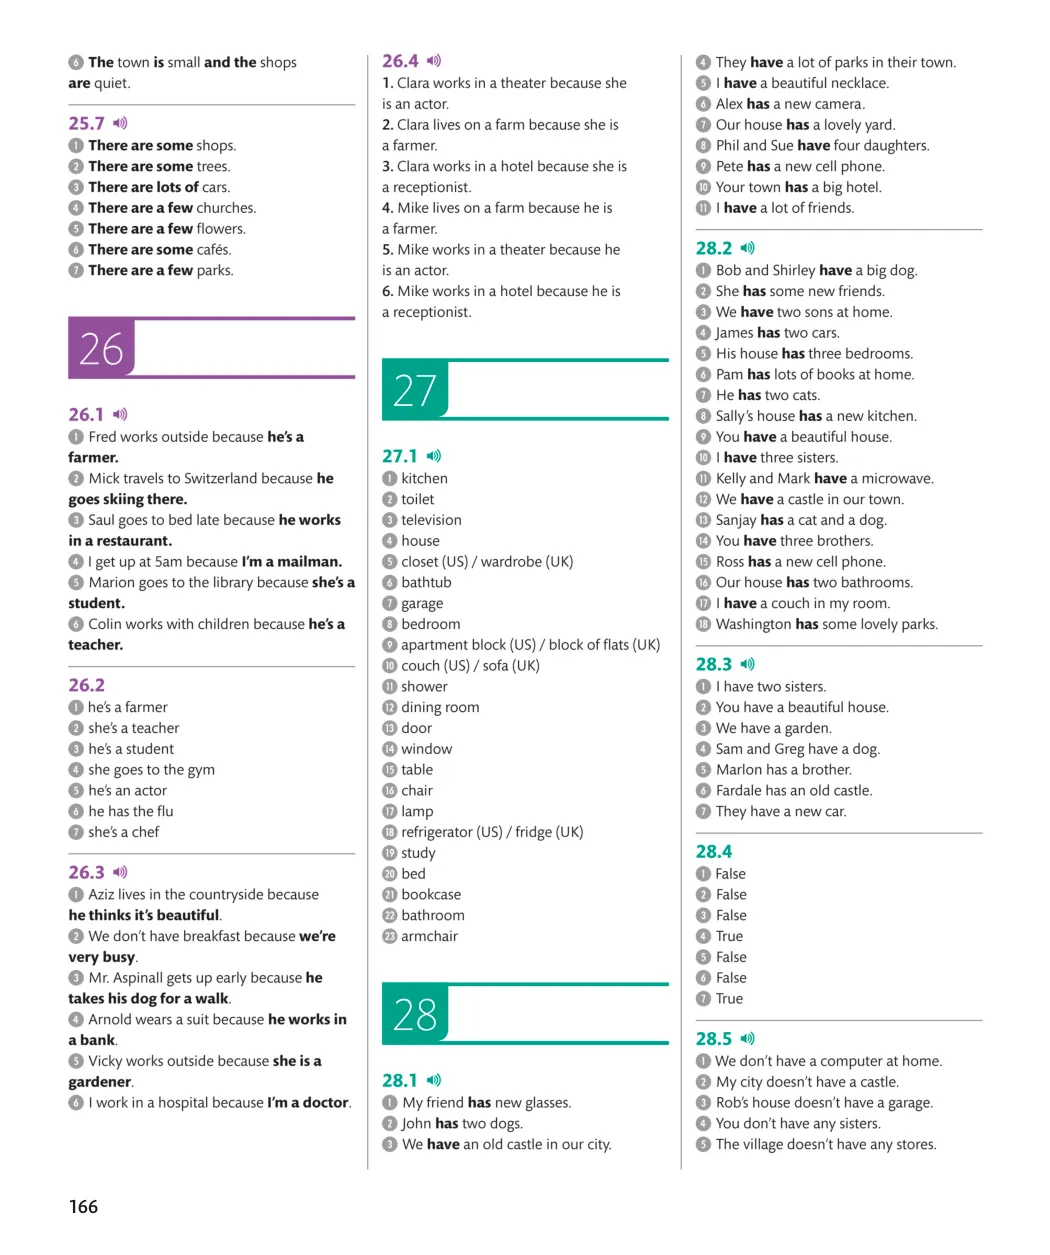 6 The town is small and the shops
are quiet.
25.7
1 There are some shops.
2 There are some trees.
3 There are lots of cars.
4 There are a few churches.
5 There are a few flowers.
6 There are some cafés.
7 There are a few parks.
26
26.1
1 Fred works outside because he's a
farmer.
2 Mick travels to Switzerland because he
goes skiing there.
3 Saul goes to bed late because he works
in a restaurant.
4 I get up at 5am because I'm a mailman.
5 Marion goes to the library because she's a
student.
6 Colin works with children because he's a
teacher.
26.2
1 he's a farmer
2 she's a teacher
3 he's a student
4 she goes to the gym
5 he's an actor
6 he has the flu
7 she's a chef
26.3
1 Aziz lives in the countryside because
he thinks it's beautiful.
2 We don't have breakfast because we're
very busy.
3 Mr. Aspinall gets up early because he
takes his dog for a walk.
4 Arnold wears a suit because he works in
a bank.
5 Vicky works outside because she is a
gardener.
6 I work in a hospital because I'm a doctor.
26.4
1. Clara works in a theater because she
is an actor.
2. Clara lives on a farm because she is
a farmer.
3. Clara works in a hotel because she is
a receptionist.
4. Mike lives on a farm because he is
a farmer.
5. Mike works in a theater because he
is an actor.
6. Mike works in a hotel because he is
a receptionist.
27
27.1
1 kitchen
2 toilet
3 television
4 house
5 closet (US) / wardrobe (UK)
6 bathtub
7 garage
8 bedroom
9 apartment block (US) / block of flats (UK)
10 couch (US) / sofa (UK)
11 shower
12 dining room
13 door
14 window
15 table
16 chair
17 lamp
18 refrigerator (US) / fridge (UK)
19 study
20 bed
21 bookcase
22 bathroom
23 armchair
28
28.1
1 My friend has new glasses.
2 John has two dogs.
3 We have an old castle in our city.
4 They have a lot of parks in their town.
5 I have a beautiful necklace.
6 Alex has a new camera.
7 Our house has a lovely yard.
8 Phil and Sue have four daughters.
9 Pete has a new cell phone.
10 Your town has a big hotel.
11 I have a lot of friends.
28.2
1 Bob and Shirley have a big dog.
2 She has some new friends.
3 We have two sons at home.
4 James has two cars.
5 His house has three bedrooms.
6 Pam has lots of books at home.
7 He has two cats.
8 Sally's house has a new kitchen.
9 You have a beautiful house.
10 I have three sisters.
11 Kelly and Mark have a microwave.
12 We have a castle in our town.
13 Sanjay has a cat and a dog.
14 You have three brothers.
15 Ross has a new cell phone.
16 Our house has two bathrooms.
17 I have a couch in my room.
18 Washington has some lovely parks.
28.3
1 I have two sisters.
2 You have a beautiful house.
3 We have a garden.
4 Sam and Greg have a dog.
5 Marlon has a brother.
6 Fardale has an old castle.
7 They have a new car.
28.4
1 False
2 False
3 False
4 True
5 False
6 False
7 True
28.5
1 We don't have a computer at home.
2 My city doesn't have a castle.
3 Rob's house doesn't have a garage.
4 You don't have any sisters.
5 The village doesn't have any stores.
166